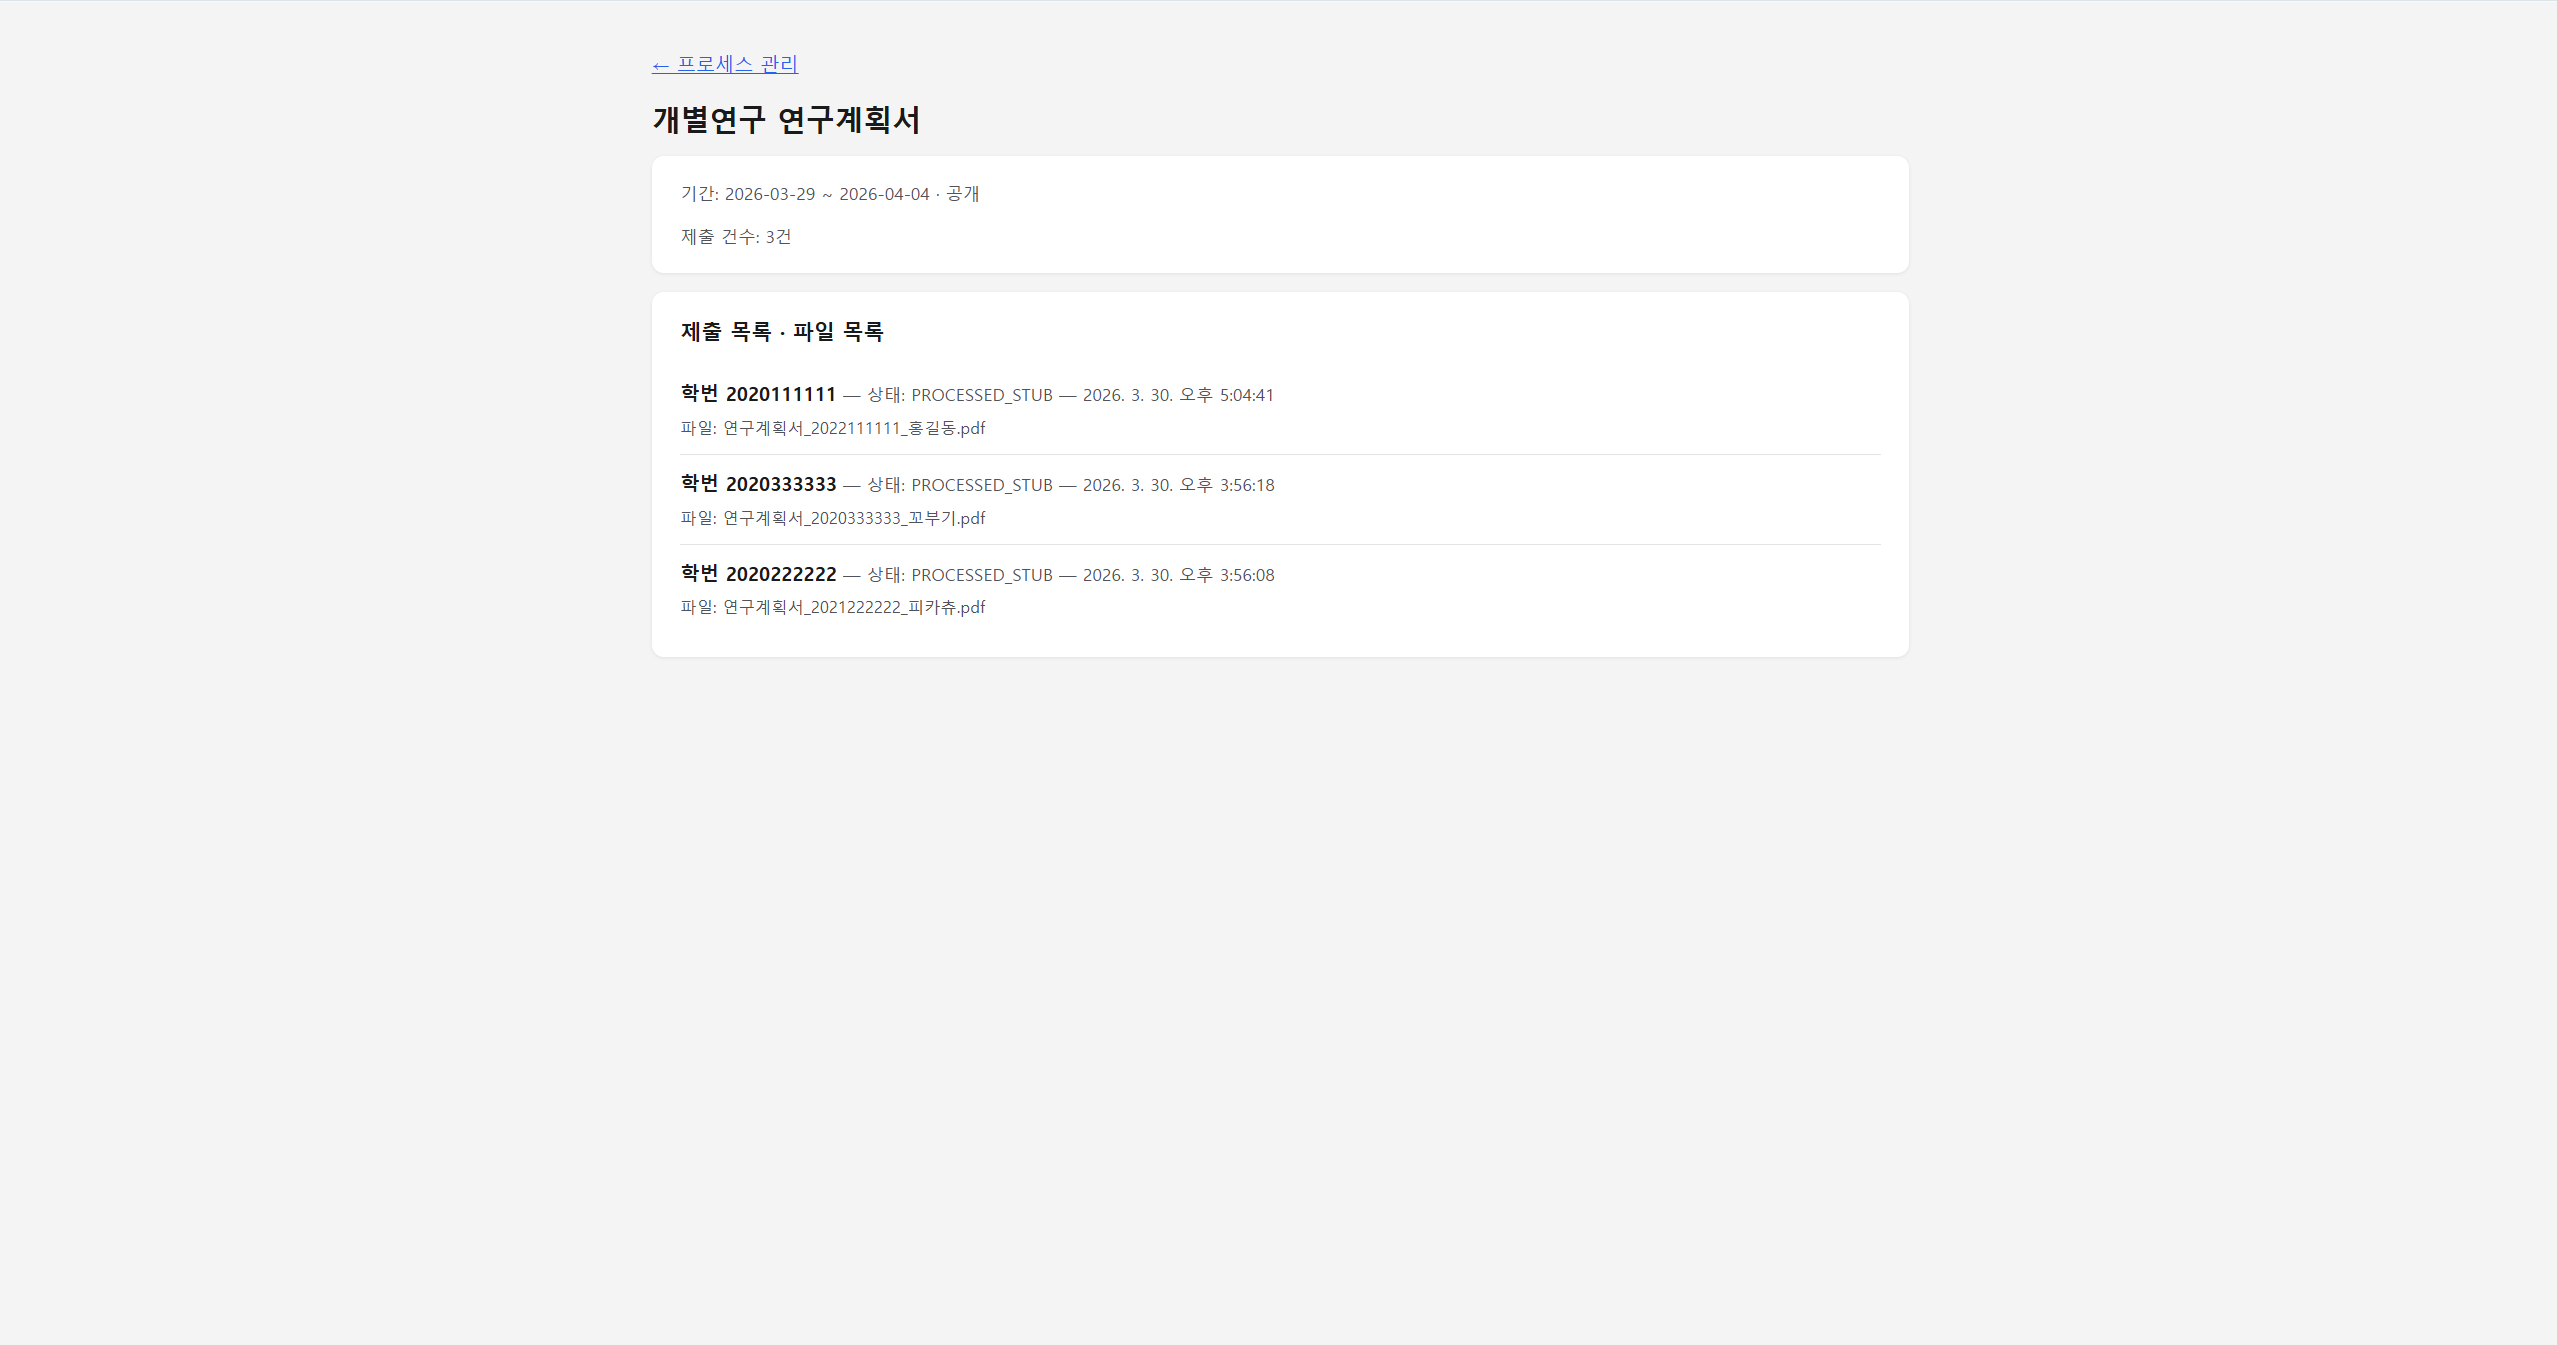 ← 프로세스 관리
개별연구 연구계획서
기간: 2026-03-29 ~ 2026-04-04 · 공개
제출 건수: 3건
제출 목록 · 파일 목록
학번 2020111111 — 상태: PROCESSED_STUB — 2026. 3. 30. 오후 5:04:41
파일: 연구계획서_2022111111_홍길동.pdf
학번 2020333333 — 상태: PROCESSED_STUB — 2026. 3. 30. 오후 3:56:18
파일: 연구계획서_2020333333_꼬부기.pdf
학번 2020222222 — 상태: PROCESSED_STUB — 2026. 3. 30. 오후 3:56:08
파일: 연구계획서_2021222222_피카츄.pdf